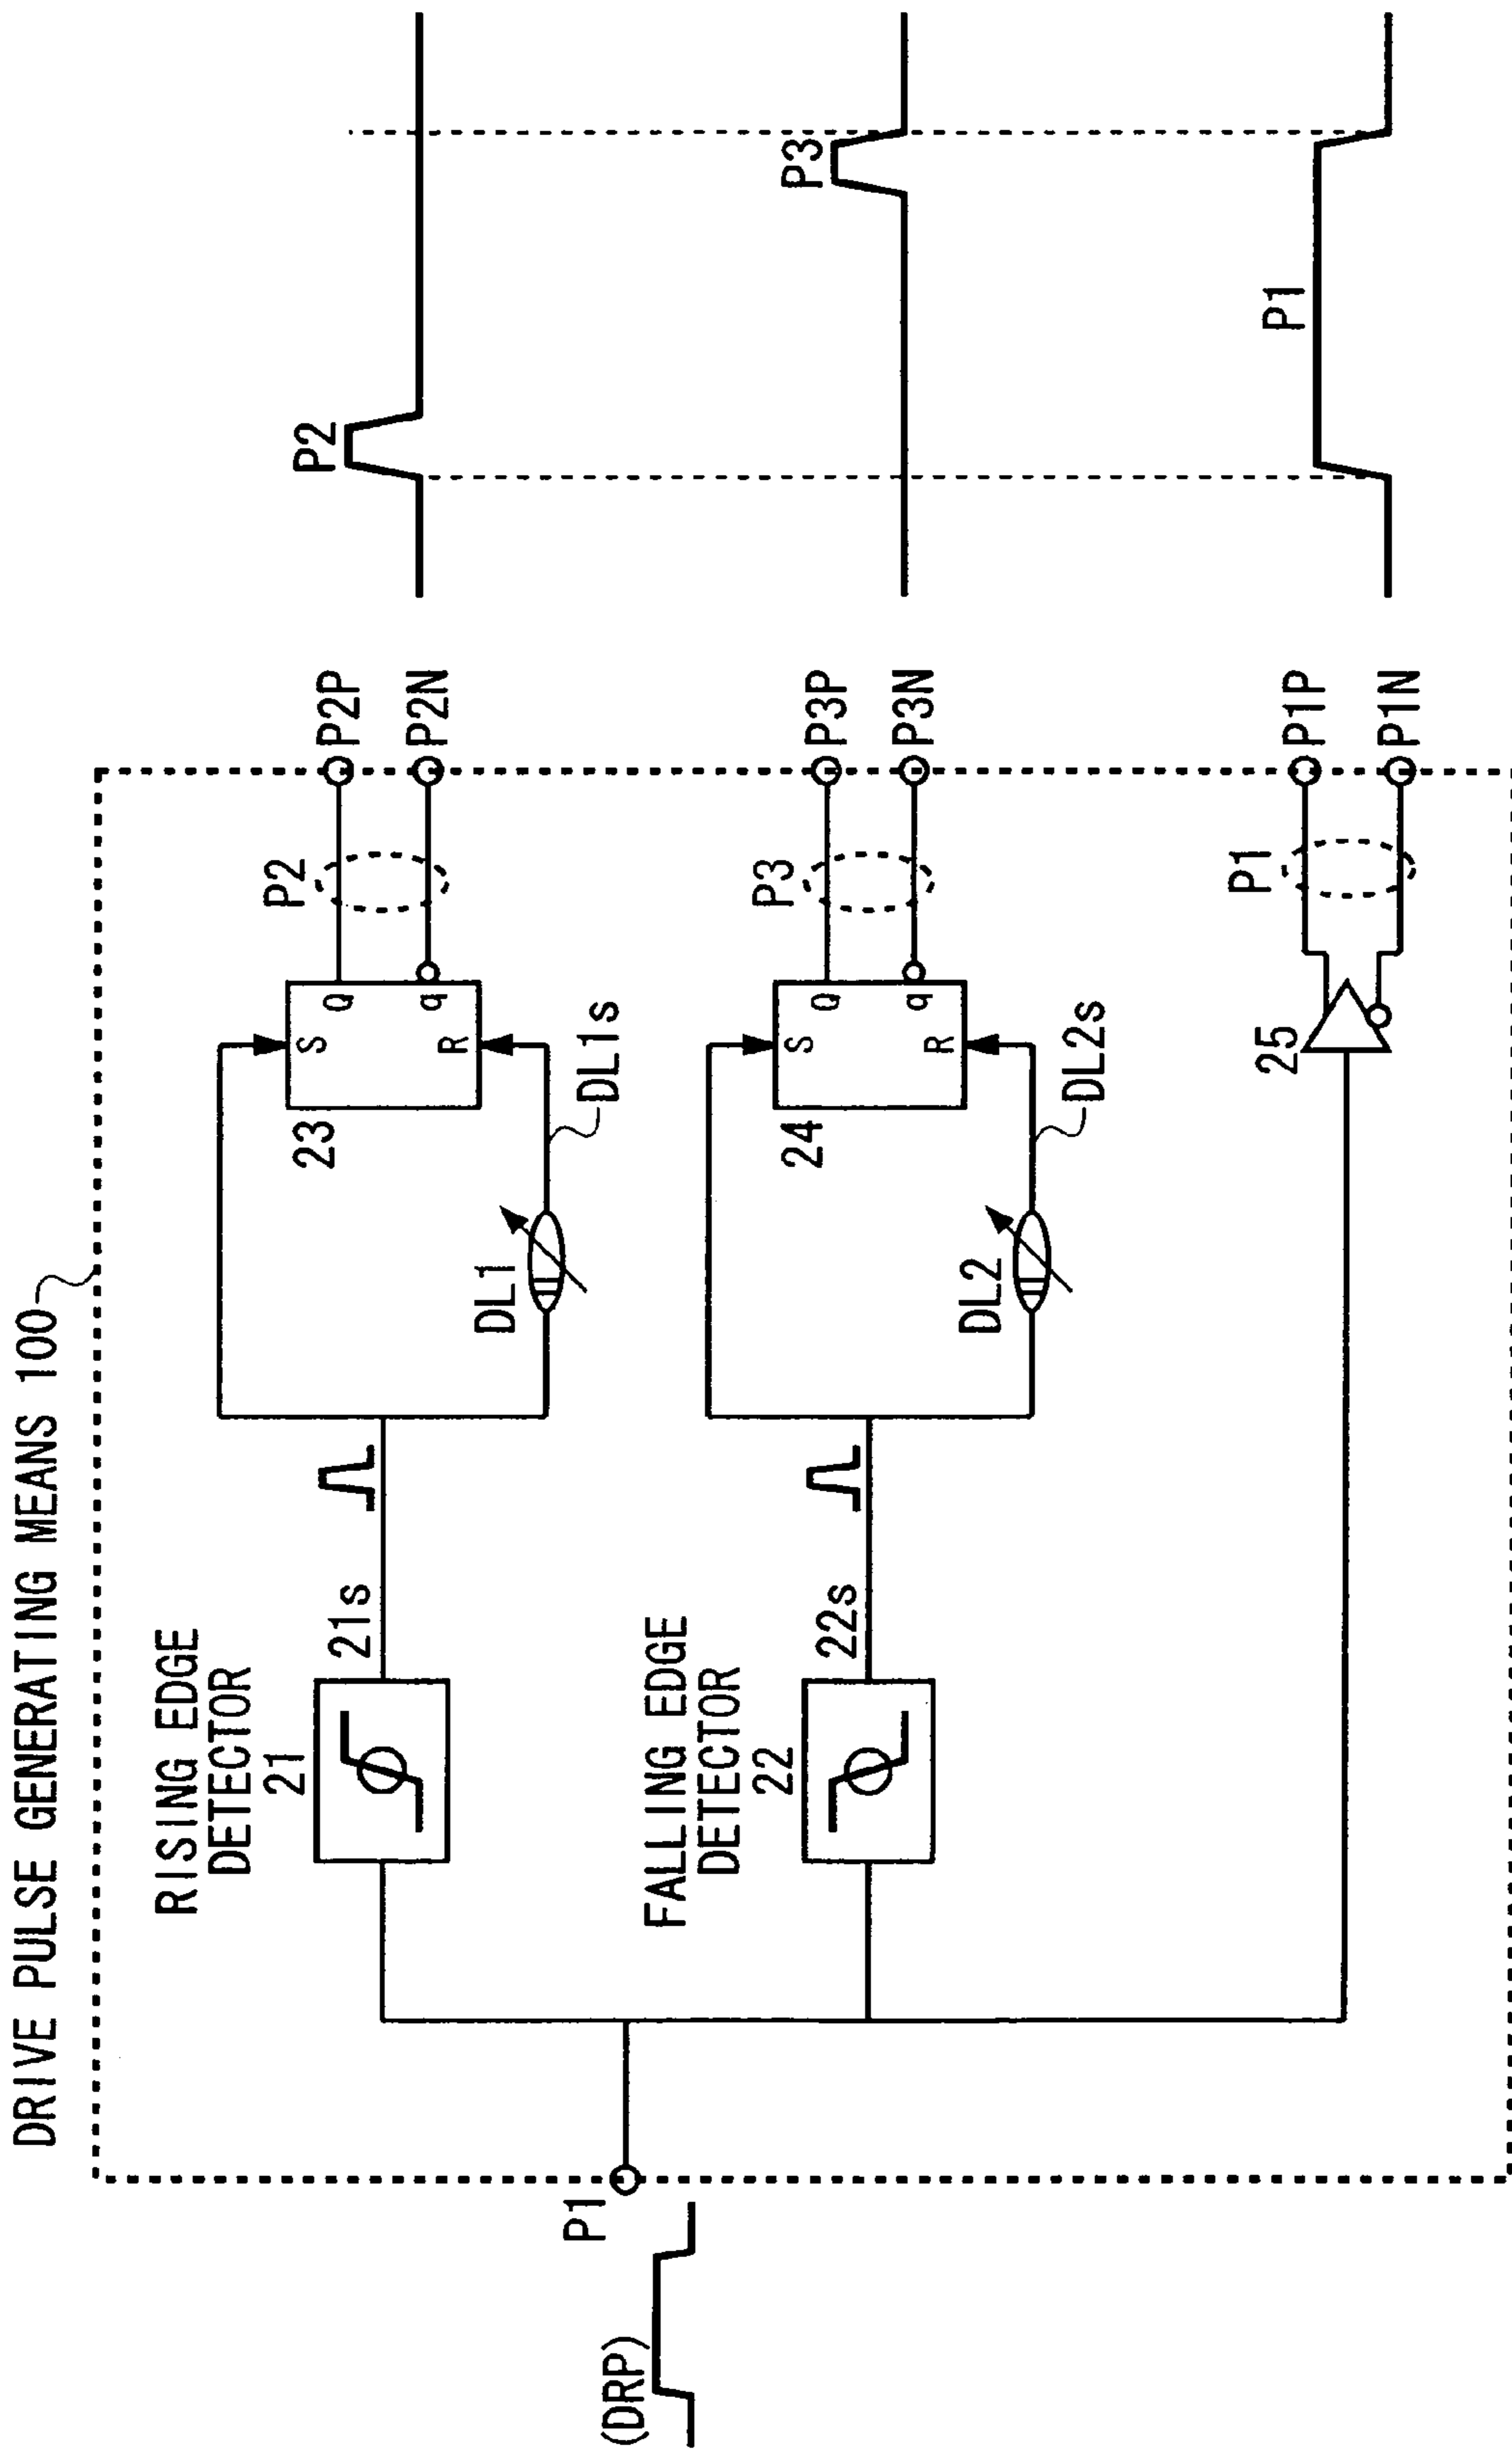 DRIVE PULSE GENERATING MEANS 100
RISING EDGE
DETECTOR
21
21s
DL1
DL1s
23
S
R
Q
q
P2
P2P
P2N
P2
P1
(DRP)
FALLING EDGE
DETECTOR
22
22s
DL2
DL2s
24
S
R
Q
q
P3
P3P
P3N
P3
25
P1
P1P
P1N
P1